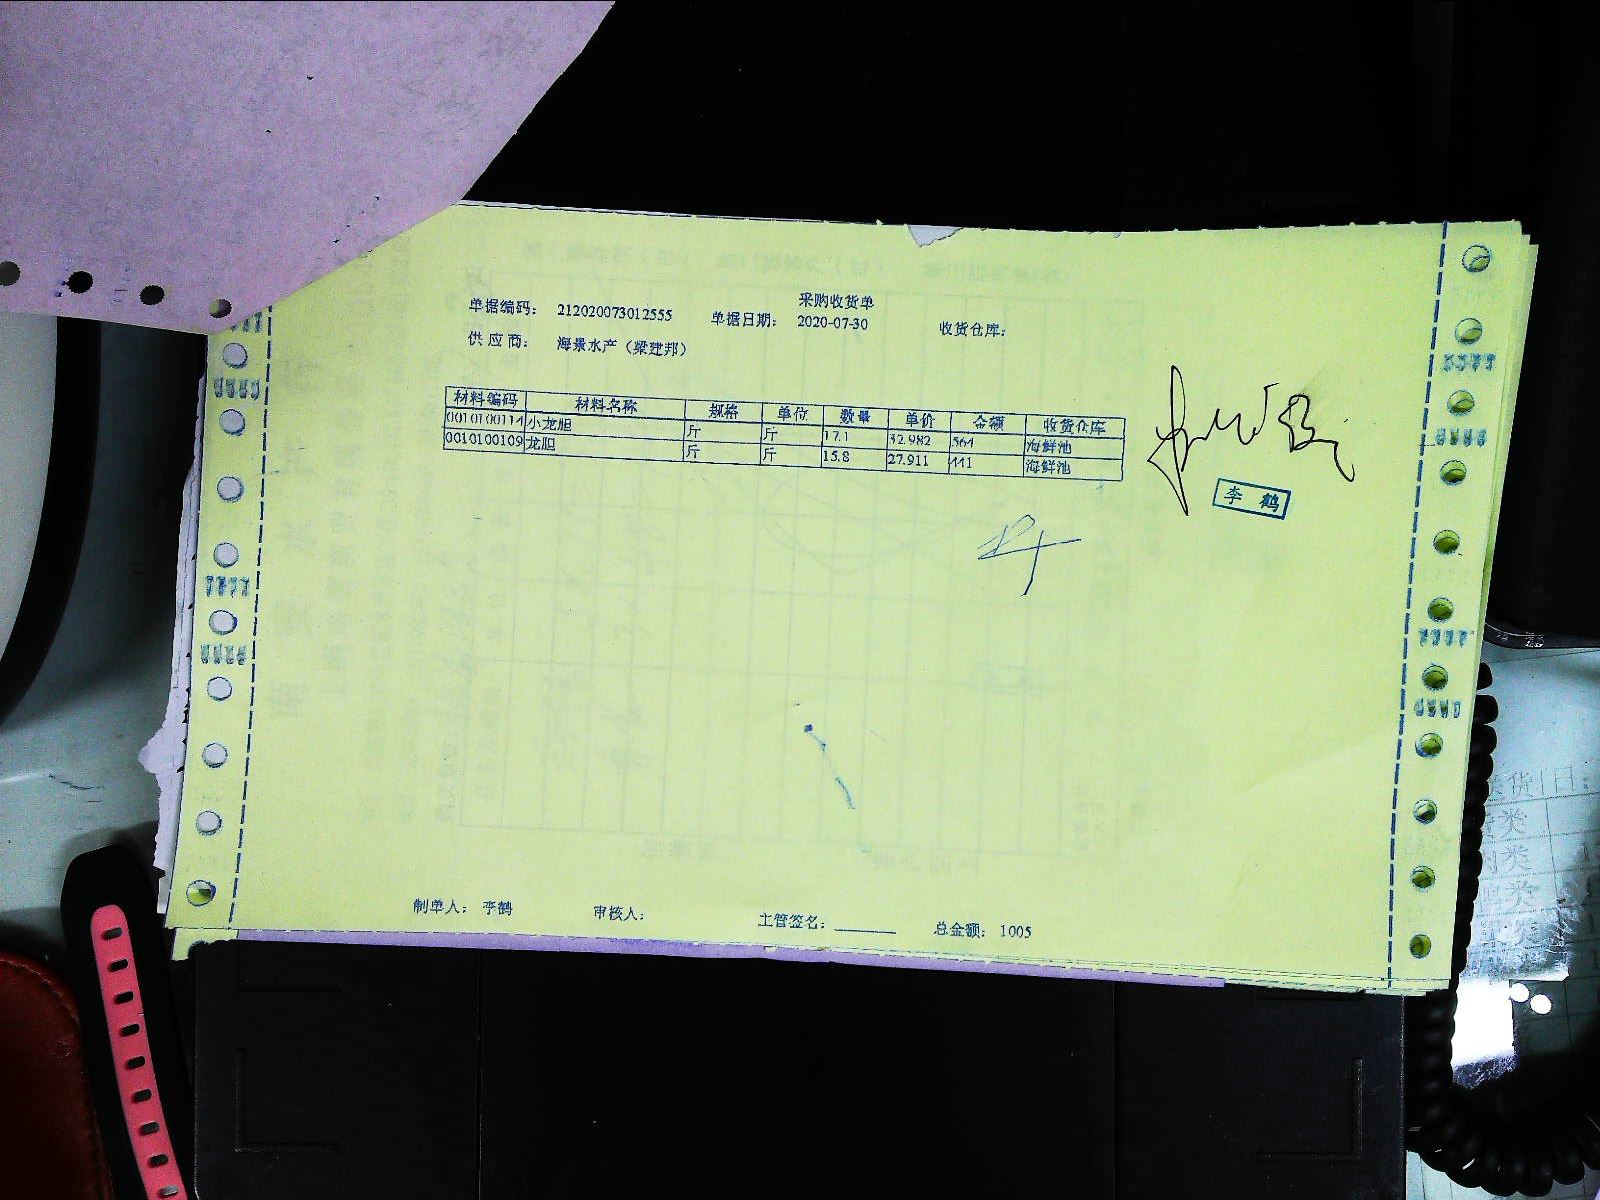 采购收货单
单据编码： 212020073012555 单据日期： 2020-07-30 收货仓库：
供应商： 海景水产（梁建邦）
材料编码 材料名称 规格 单位 数量 单价 金额 收货仓库
0010100114 小龙胆 斤 斤 17.1 32.982 564 海鲜池
0010100109 龙胆 斤 斤 15.8 27.911 441 海鲜池
李 鹤
制单人： 李鹤 审核人： 主管签名： 总金额： 1005